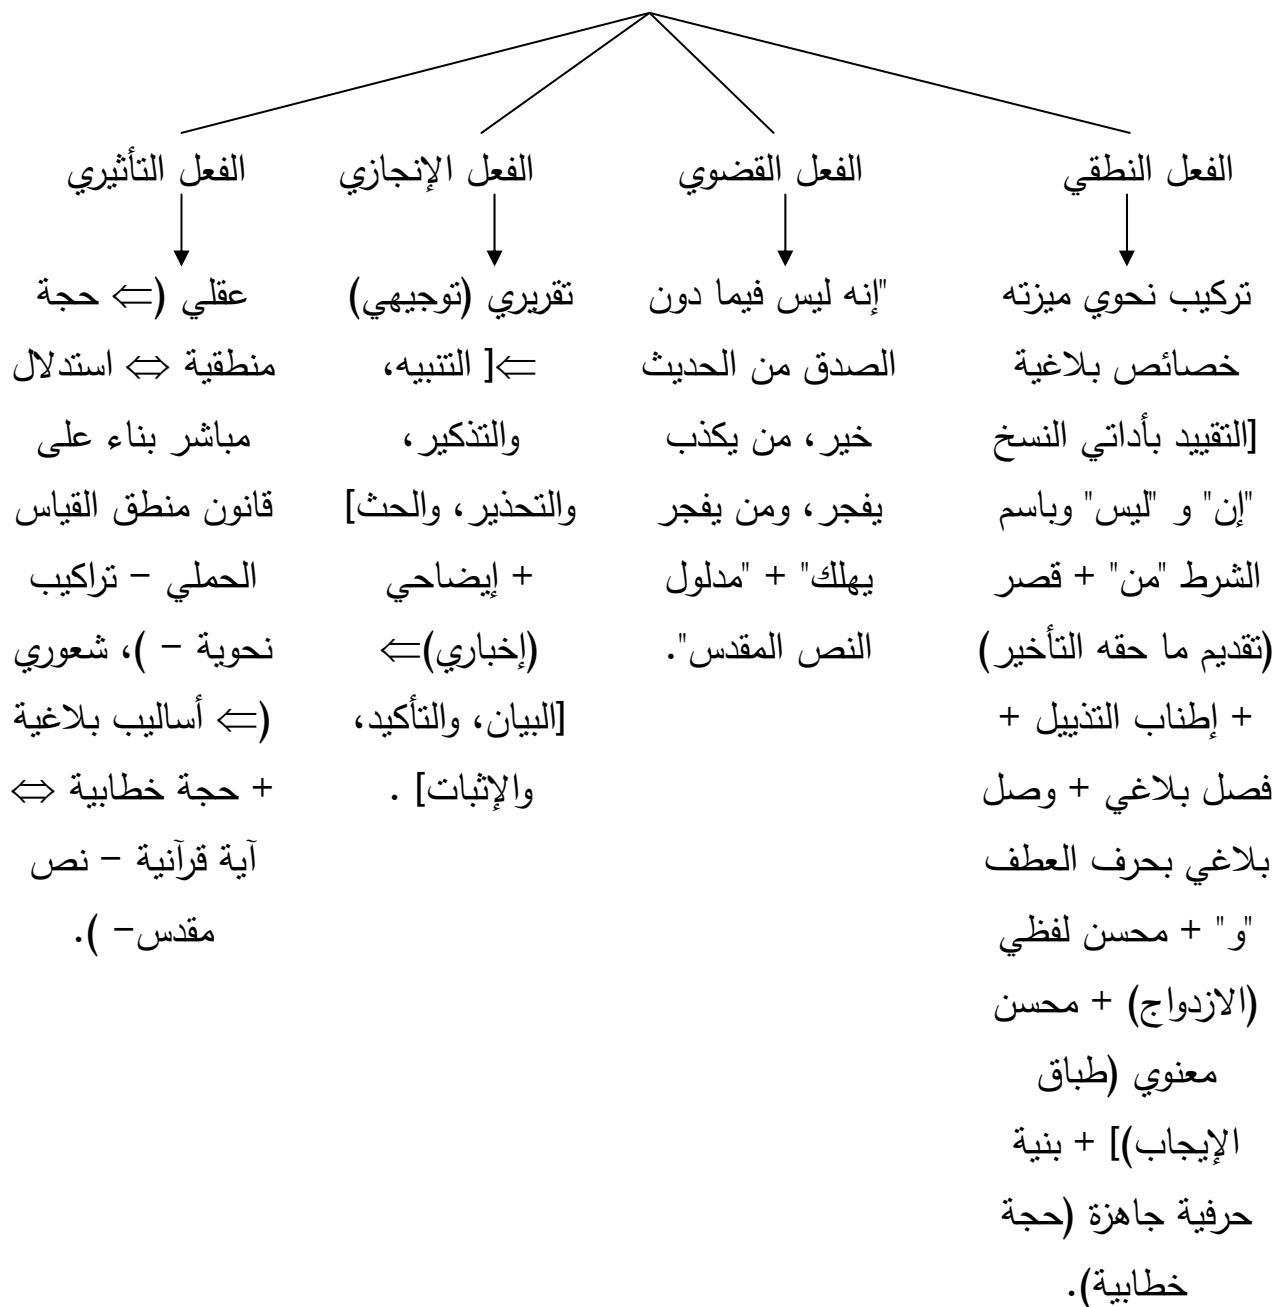 الفعل النطقي
تركيب نحوي ميزته
خصائص بلاغية
[التقييد بأداتي النسخ
"إن" و "ليس" وباسم
الشرط "من" + قصر
(تقديم ما حقه التأخير)
+ إطناب التذييل +
فصل بلاغي + وصل
بلاغي بحرف العطف
"و" + محسن لفظي
(الازدواج) + محسن
معنوي (طباق
الإيجاب)] + بنية
حرفية جاهزة (حجة
خطابية).
الفعل القضوي
"إنه ليس فيما دون
الصدق من الحديث
خير، من يكذب
يفجر، ومن يفجر
يهلك" + "مدلول
النص المقدس".
الفعل الإنجازي
تقريري (توجيهي)
⇐[ التنبيه،
والتذكير،
والتحذير، والحث]
+ إيضاحي
(إخباري)⇐
[البيان، والتأكيد،
والإثبات] .
الفعل التأثيري
عقلي (⇐ حجة
منطقية ⇔ استدلال
مباشر بناء على
قانون منطق القياس
الحملي – تراكيب
نحوية – )، شعوري
(⇐ أساليب بلاغية
+ حجة خطابية ⇔
آية قرآنية – نص
مقدس– ).